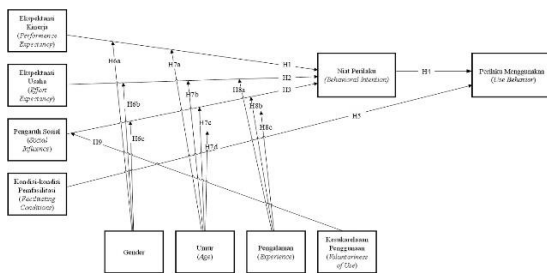 Ekspektasi
Kinerja
(Performance
Expectancy)
H6a
H7a
H1
Ekspektasi
Usaha
(Effort
Expectancy)
H2
H8a
H7b
H6b
H3
H8b
Niat Perilaku
(Behavioral Intention)
H4
Perilaku Menggunakan
(Use Behavior)
Pengaruh Sosial
(Social
Influence)
H9
H6c
H7c
H8c
H7d
H5
Kondisi-kondisi
Pemfasilitasi
(Facilitating
Conditions)
Gender
Umur
(Age)
Pengalaman
(Experience)
Kesukarelaan
Penggunaan
(Voluntariness
of Use)